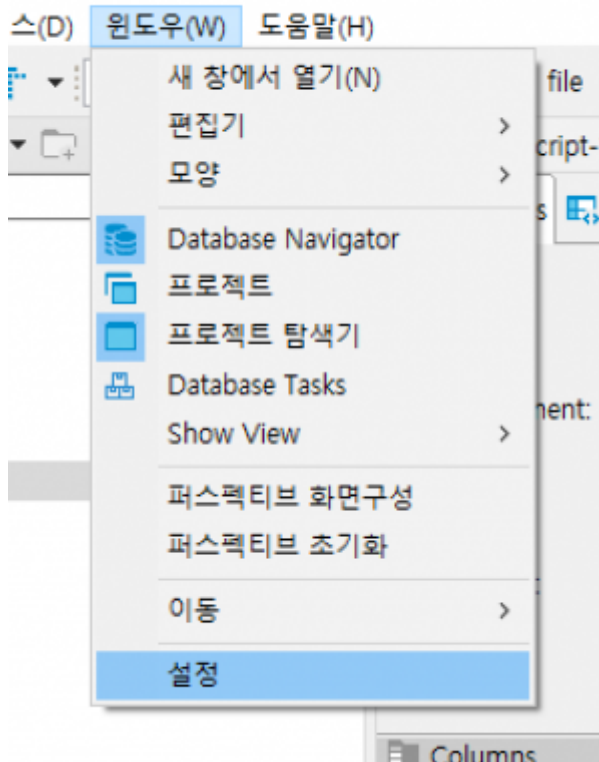 스(D) 윈도우(W) 도움말(H)
새 창에서 열기(N)
file
편집기
cript-
모양
s
Database Navigator
프로젝트
프로젝트 탐색기
Database Tasks
nent:
Show View
퍼스펙티브 화면구성
퍼스펙티브 초기화
이동
설정
Columns